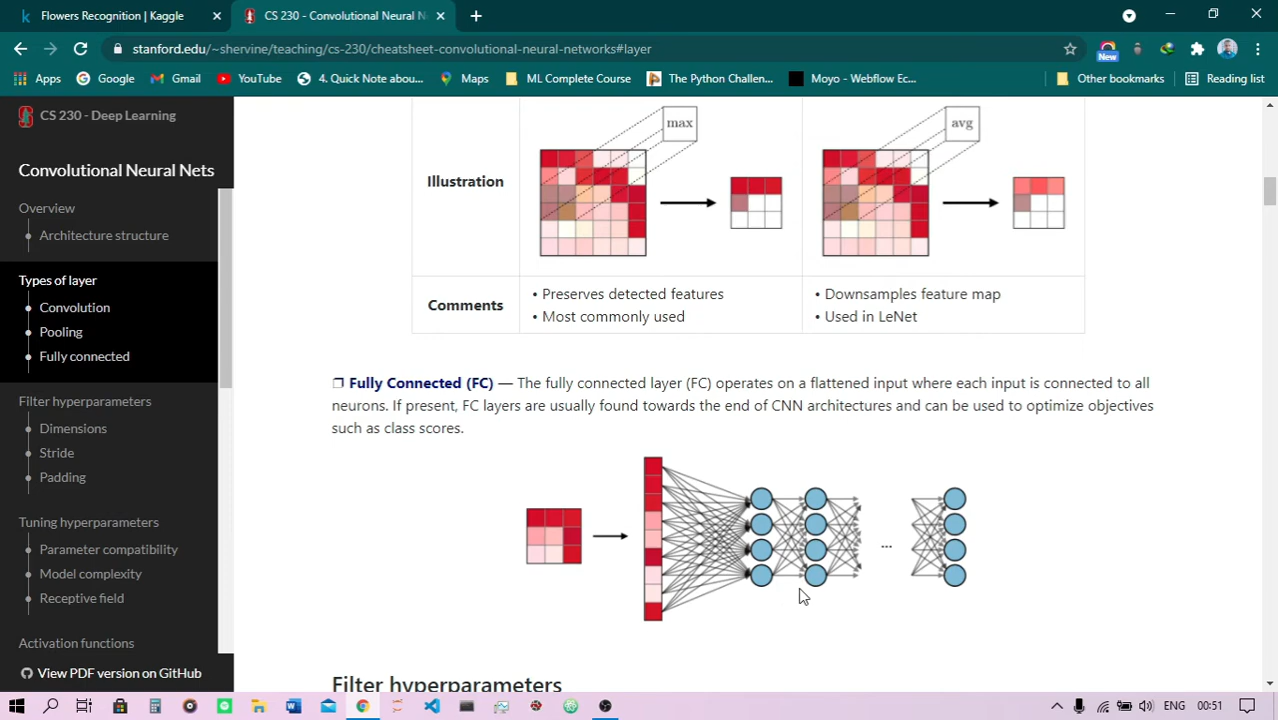 Flowers Recognition | Kaggle
CS 230 - Convolutional Neural N
stanford.edu/~shervine/teaching/cs-230/cheatsheet-convolutional-neural-networks#layer
New
Apps
Google
Gmail
YouTube
4. Quick Note abou...
Maps
ML Complete Course
The Python Challen...
Moyo - Webflow Ec...
Other bookmarks
Reading list
CS 230 - Deep Learning
Convolutional Neural Nets
Overview
Architecture structure
Types of layer
Convolution
Pooling
Fully connected
Filter hyperparameters
Dimensions
Stride
Padding
Tuning hyperparameters
Parameter compatibility
Model complexity
Receptive field
Activation functions
View PDF version on GitHub
max
avg
Illustration
Comments
• Preserves detected features
• Most commonly used
• Downsamples feature map
• Used in LeNet
❐ Fully Connected (FC) — The fully connected layer (FC) operates on a flattened input where each input is connected to all
neurons. If present, FC layers are usually found towards the end of CNN architectures and can be used to optimize objectives
such as class scores.
...
Filter hyperparameters
ENG
00:51